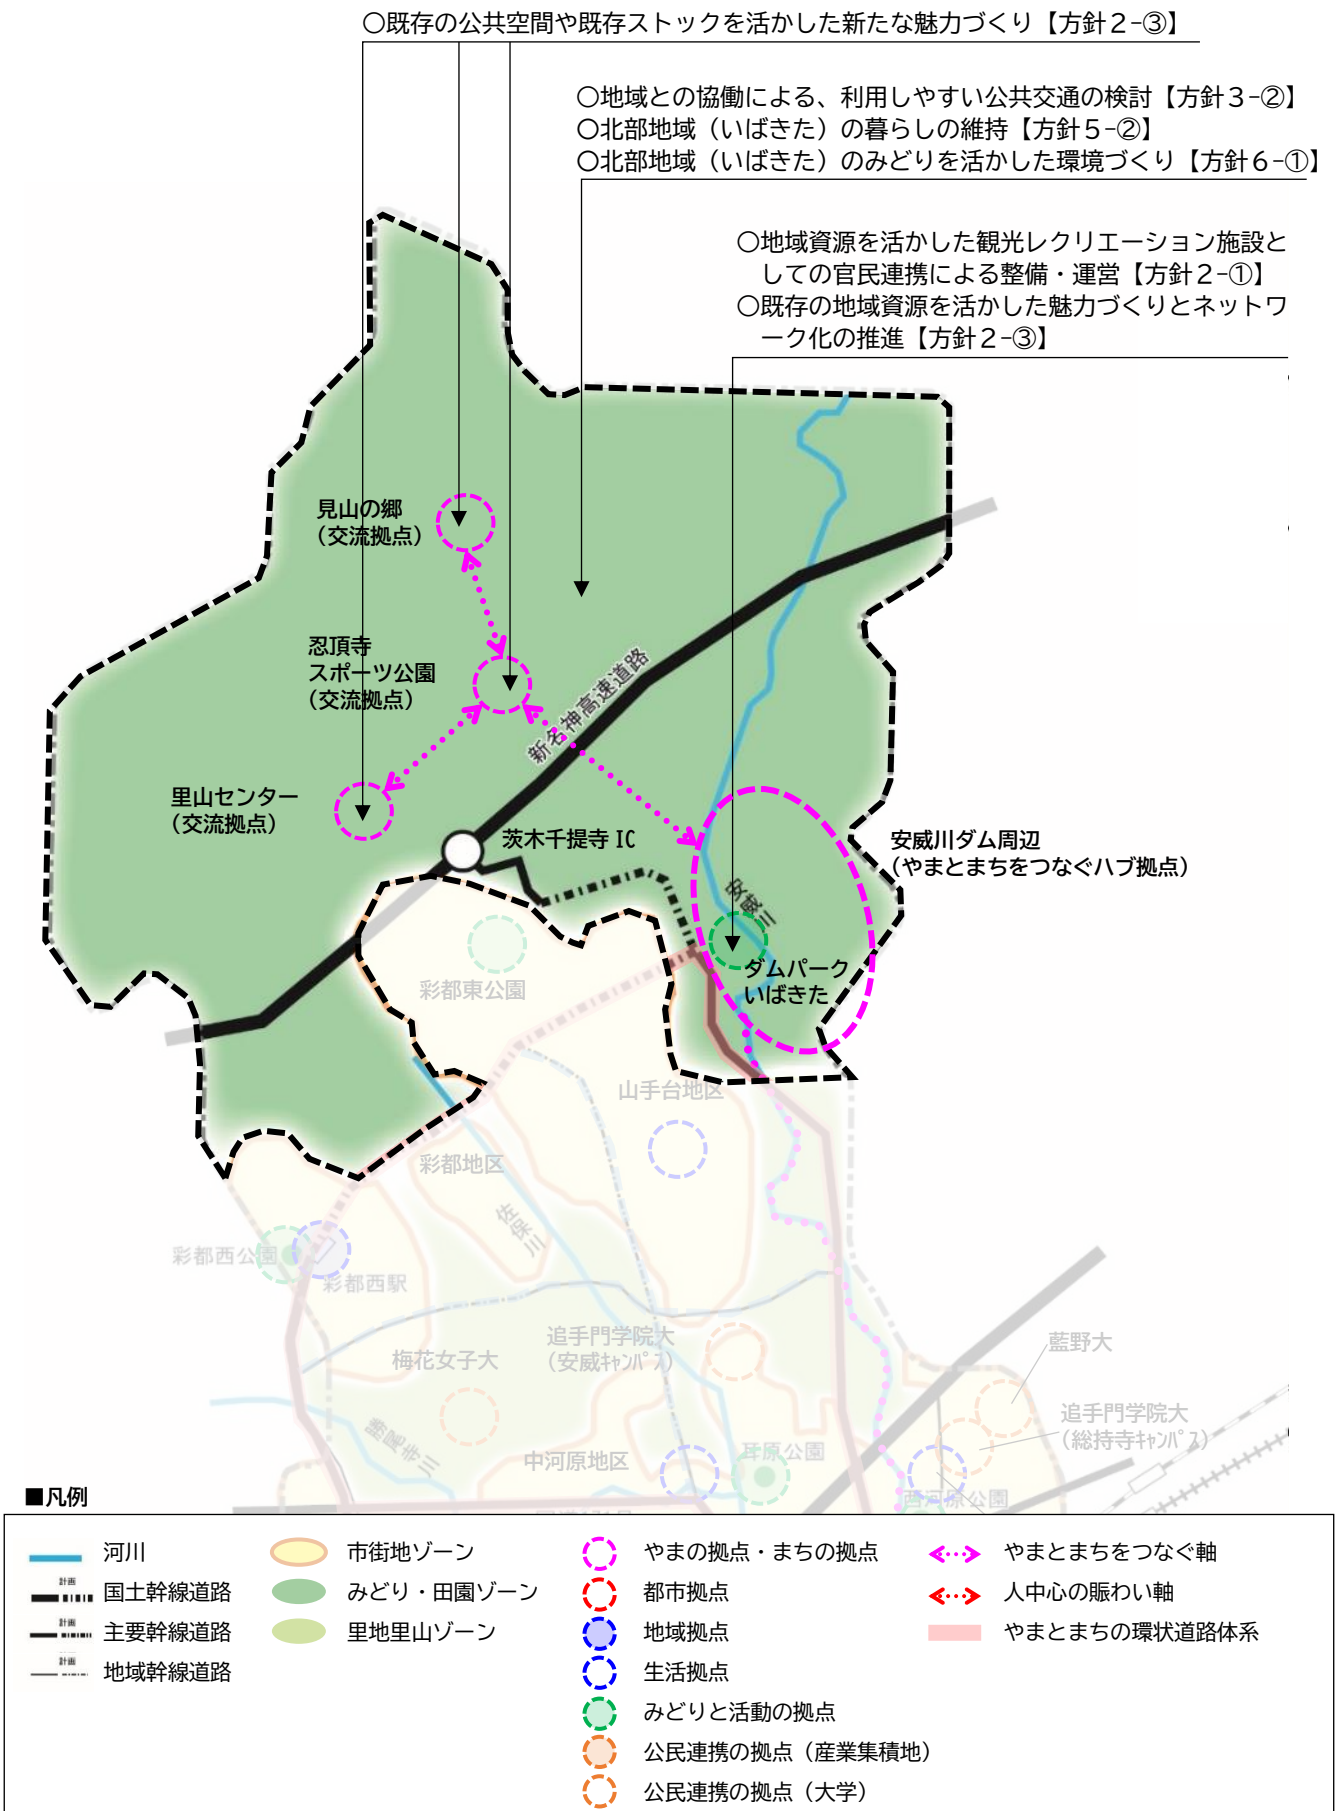 ○既存の公共空間や既存ストックを活かした新たな魅力づくり【方針２-③】
○地域との協働による、利用しやすい公共交通の検討【方針３-②】
○北部地域（いばきた）の暮らしの維持【方針５-②】
○北部地域（いばきた）のみどりを活かした環境づくり【方針６-①】
○地域資源を活かした観光レクリエーション施設と
しての官民連携による整備・運営【方針２-①】
○既存の地域資源を活かした魅力づくりとネットワ
ーク化の推進【方針２-③】
見山の郷
（交流拠点）
忍頂寺
スポーツ公園
（交流拠点）
新名神高速道路
里山センター
（交流拠点）
茨木千提寺 IC
安威川ダム周辺
（やまとまちをつなぐハブ拠点）
安威川
ダムパーク
いばきた
彩都東公園
山手台地区
彩都地区
佐保川
彩都西公園
彩都西駅
追手門学院大
（安威ｷｬﾝﾊﾟｽ）
梅花女子大
藍野大
追手門学院大
（総持寺ｷｬﾝﾊﾟｽ）
勝尾寺川
中河原地区
耳原公園
西河原公園
■凡例
河川
計画
国土幹線道路
計画
主要幹線道路
計画
地域幹線道路
市街地ゾーン
みどり・田園ゾーン
里地里山ゾーン
やまの拠点・まちの拠点
都市拠点
地域拠点
生活拠点
みどりと活動の拠点
公民連携の拠点（産業集積地）
公民連携の拠点（大学）
やまとまちをつなぐ軸
人中心の賑わい軸
やまとまちの環状道路体系